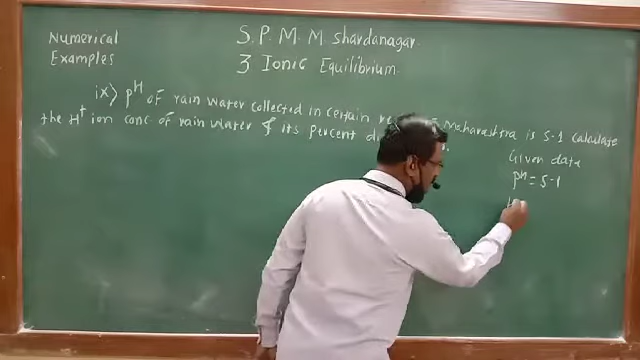 Numerical
Examples
S.P.M.M shardanagar.
3 Ionic Equilibrium
ix> pH of rain water collected in certain re Maharashtra is 5.1 calculate
the H+ ion conc of rain water & its percent d
Given data
pH = 5.1